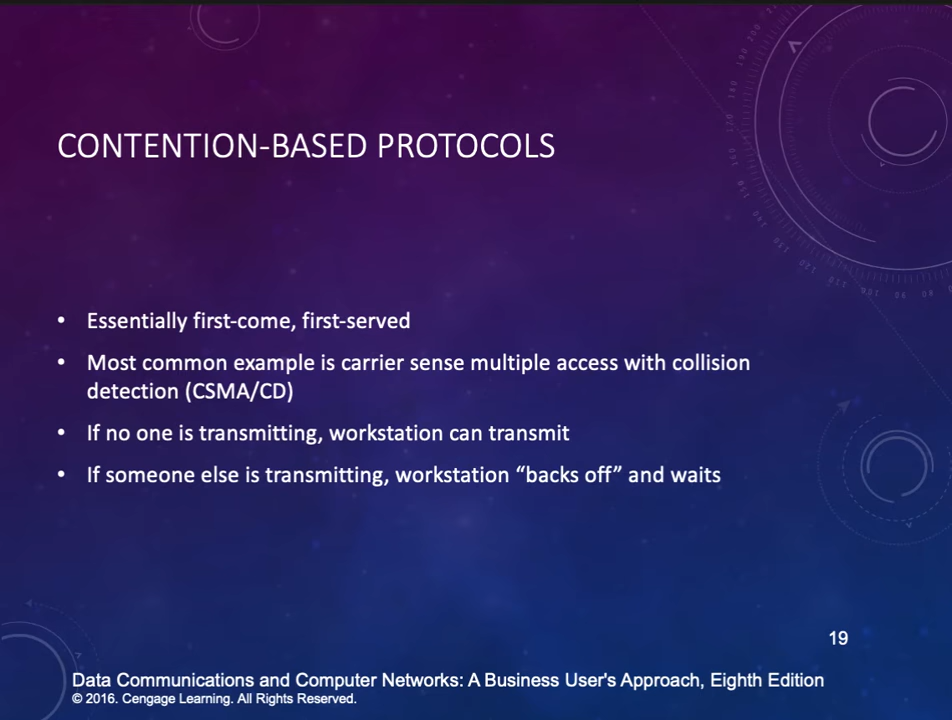 CONTENTION-BASED PROTOCOLS
• Essentially first-come, first-served
• Most common example is carrier sense multiple access with collision
detection (CSMA/CD)
• If no one is transmitting, workstation can transmit
• If someone else is transmitting, workstation “backs off” and waits
19
Data Communications and Computer Networks: A Business User's Approach, Eighth Edition
© 2016. Cengage Learning. All Rights Reserved.